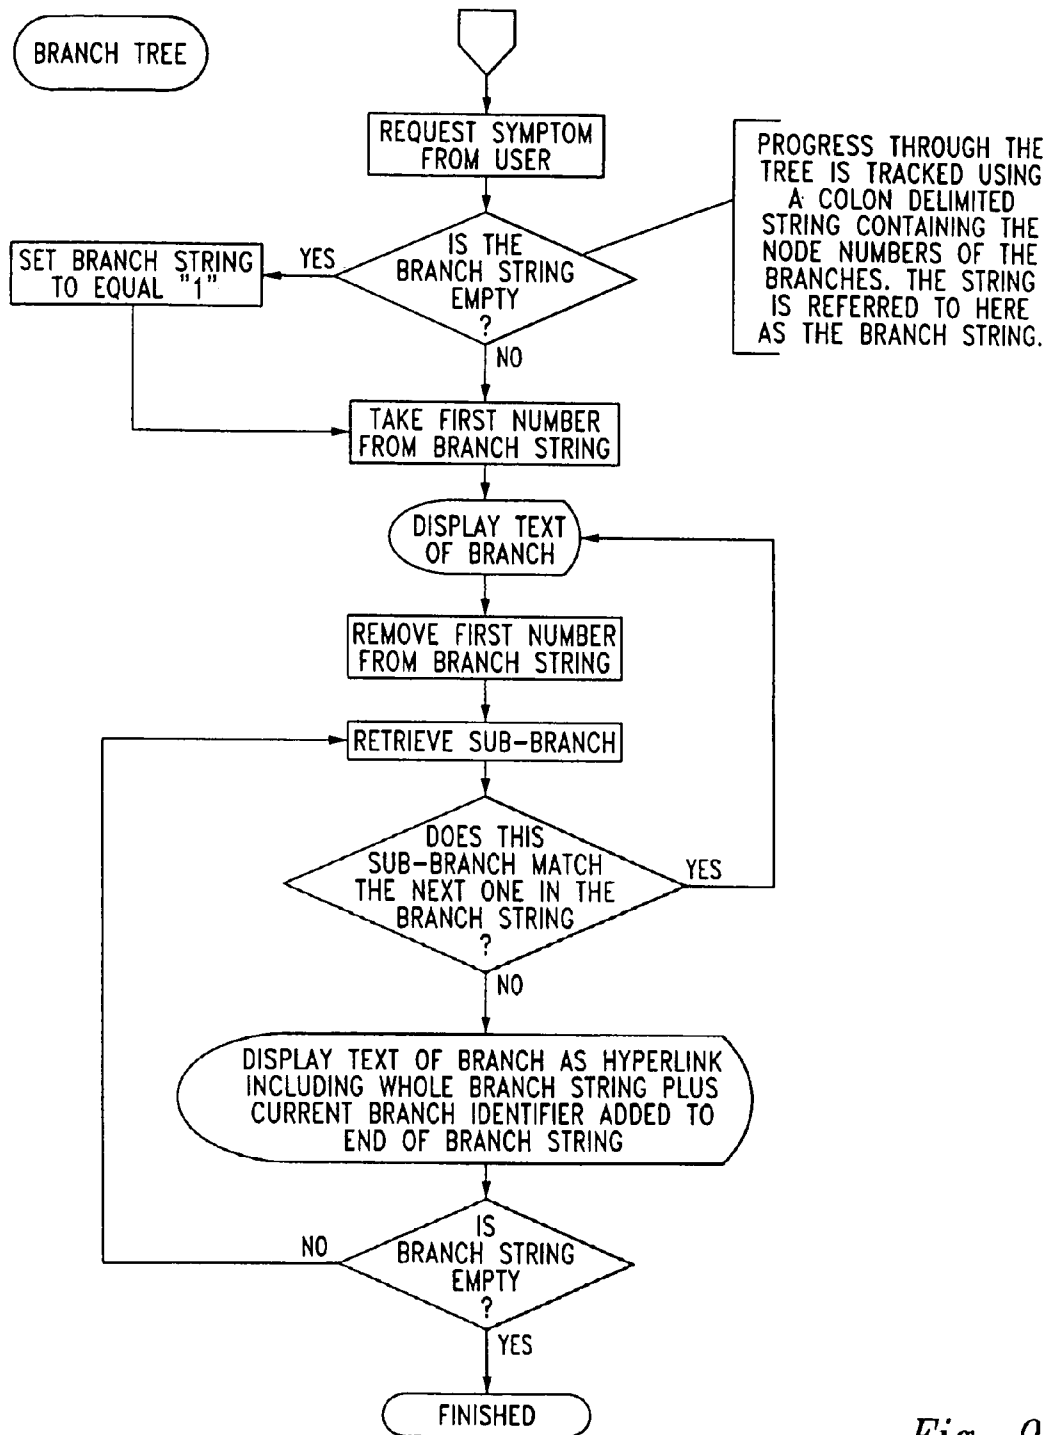 BRANCH TREE
REQUEST SYMPTOM
FROM USER
IS THE
BRANCH STRING
EMPTY
?
YES
NO
SET BRANCH STRING
TO EQUAL "1"
PROGRESS THROUGH THE
TREE IS TRACKED USING
A COLON DELIMITED
STRING CONTAINING THE
NODE NUMBERS OF THE
BRANCHES. THE STRING
IS REFERRED TO HERE
AS THE BRANCH STRING.
TAKE FIRST NUMBER
FROM BRANCH STRING
DISPLAY TEXT
OF BRANCH
REMOVE FIRST NUMBER
FROM BRANCH STRING
RETRIEVE SUB-BRANCH
DOES THIS
SUB-BRANCH MATCH
THE NEXT ONE IN THE
BRANCH STRING
?
YES
NO
DISPLAY TEXT OF BRANCH AS HYPERLINK
INCLUDING WHOLE BRANCH STRING PLUS
CURRENT BRANCH IDENTIFIER ADDED TO
END OF BRANCH STRING
IS
BRANCH STRING
EMPTY
?
NO
YES
FINISHED